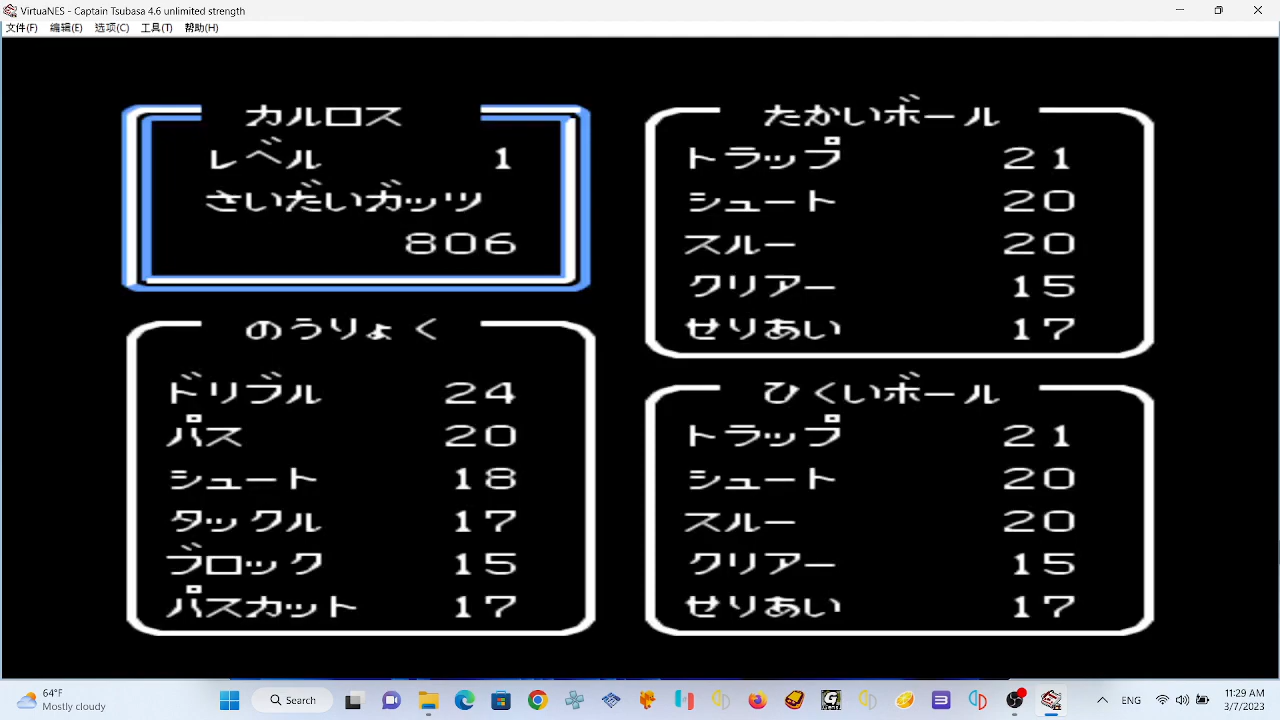 VirtuaNES - Captain Tsubasa 4.6 unlimited strength
文件(F) 编辑(E) 选项(C) 工具(T) 帮助(H)
カルロス
レベル 1
さいだいガッツ
806
のうりょく
ドリブル 24
パス 20
シュート 18
タックル 17
ブロック 15
パスカット 17
たかいボール
トラップ 21
シュート 20
スルー 20
クリアー 15
せりあい 17
ひくいボール
トラップ 21
シュート 20
スルー 20
クリアー 15
せりあい 17
64°F
Mostly cloudy
Search
ENG
11:26 AM
3/7/2023